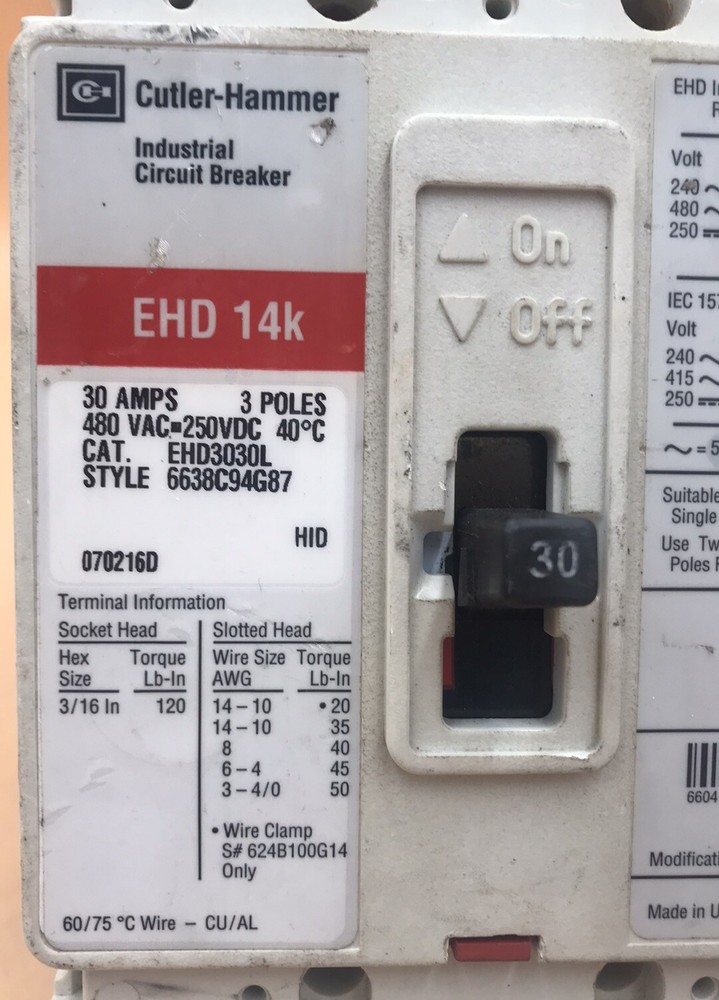 Cutler-Hammer
Industrial
Circuit Breaker
EHD 14k
30 AMPS 3 POLES
480 VAC=250VDC 40°C
CAT. EHD3030L
STYLE 6638C94G87
HID
070216D
Terminal Information
Socket Head Slotted Head
Hex Torque Wire Size Torque
Size Lb-In AWG Lb-In
3/16 In 120 14 – 10 • 20
14 – 10 35
8 40
6 – 4 45
3 – 4/0 50
• Wire Clamp
S# 624B100G14
Only
60/75 °C Wire – CU/AL
On
Off
30
EHD
Volt
240 ~
480 ~
250
IEC
Volt
240 ~
415 ~
250
~ =
Suitable
Single
Use
Poles
6604
Made in